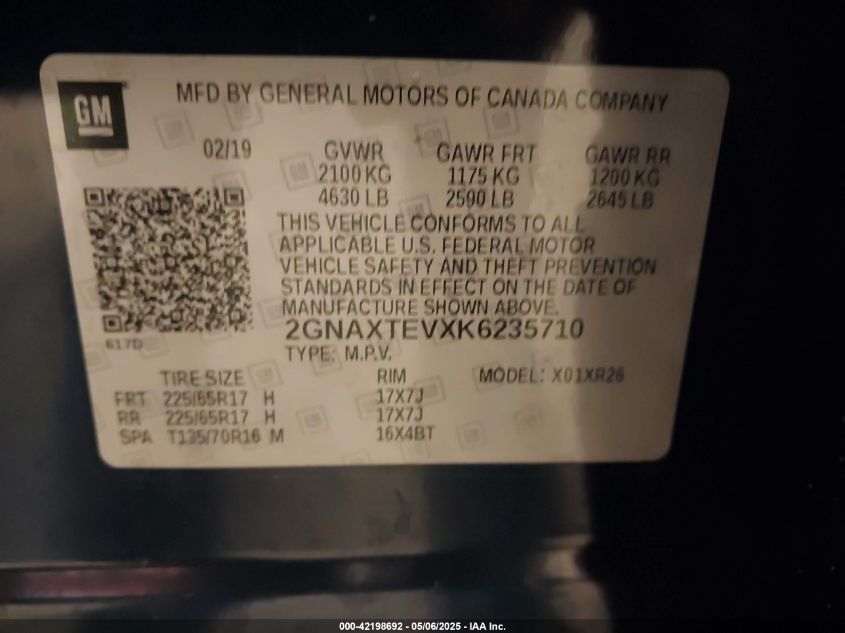 GM
MFD BY GENERAL MOTORS OF CANADA COMPANY
02/19 GVWR GAWR FRT GAWR RR
2100 KG 1175 KG 1200 KG
4630 LB 2590 LB 2645 LB
THIS VEHICLE CONFORMS TO ALL
APPLICABLE U.S. FEDERAL MOTOR
VEHICLE SAFETY AND THEFT PREVENTION
STANDARDS IN EFFECT ON THE DATE OF
MANUFACTURE SHOWN ABOVE.
2GNAXTEVXK6235710
617D
TYPE: M.P.V.
TIRE SIZE RIM MODEL: X01XR26
FRT 225/65R17 H 17X7J
RR 225/65R17 H 17X7J
SPA T135/70R16 M 16X4BT
000-42198692 - 05/06/2025 - IAA Inc.